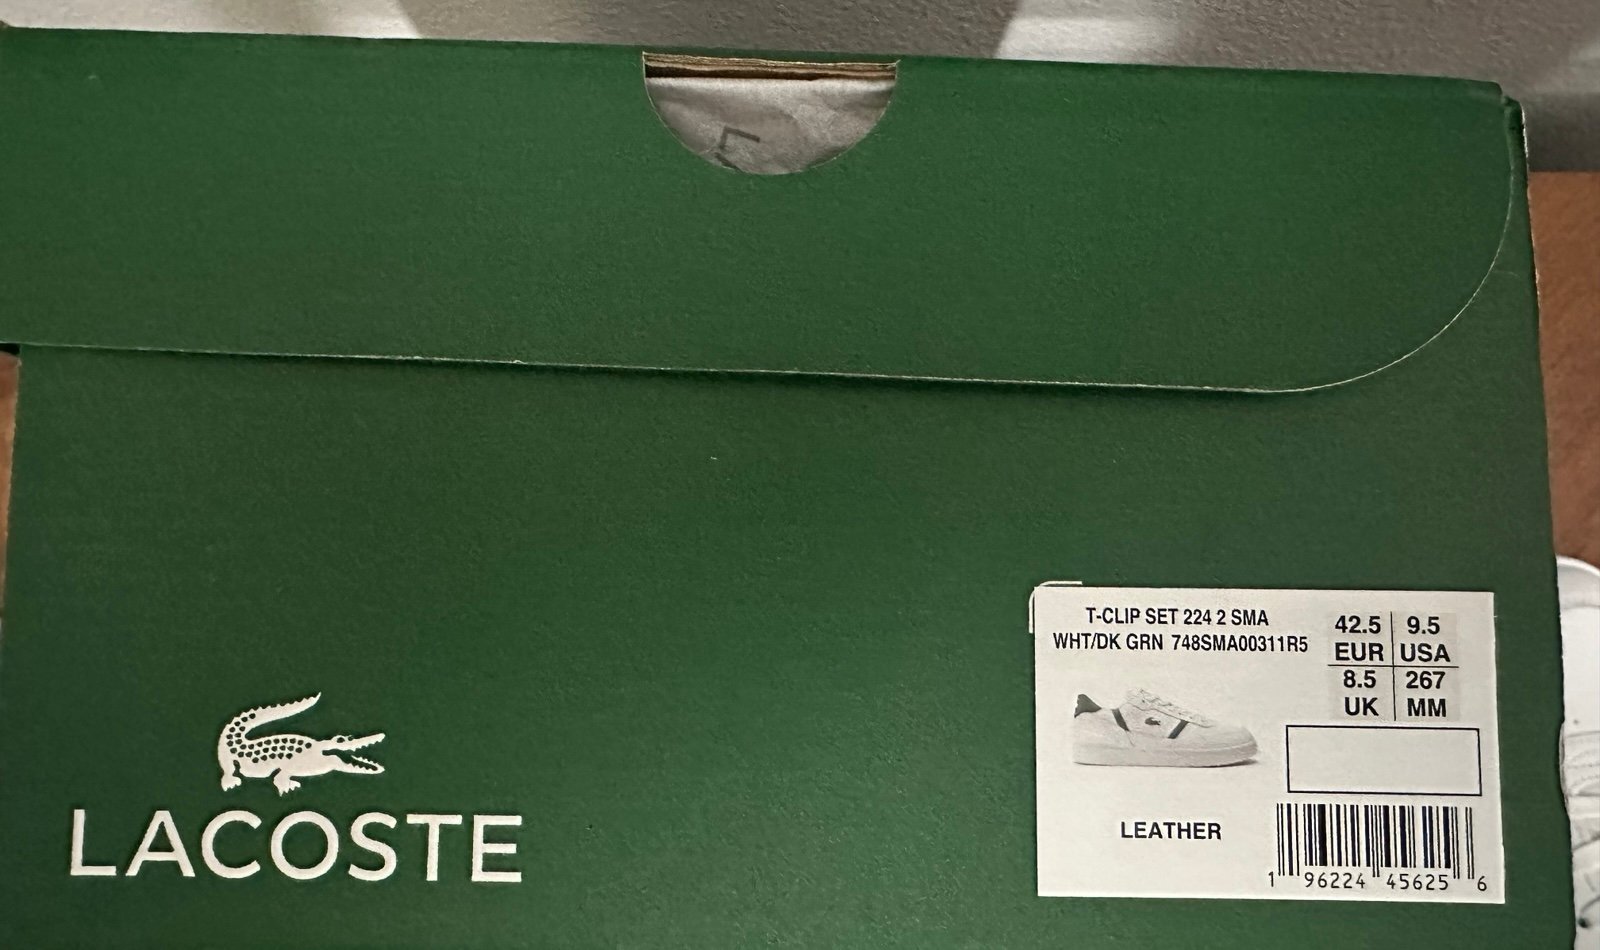 LACOSTE
T-CLIP SET 224 2 SMA
WHT/DK GRN 748SMA00311R5
42.5 9.5
EUR USA
8.5 267
UK MM
LEATHER
1 96224 45625 6